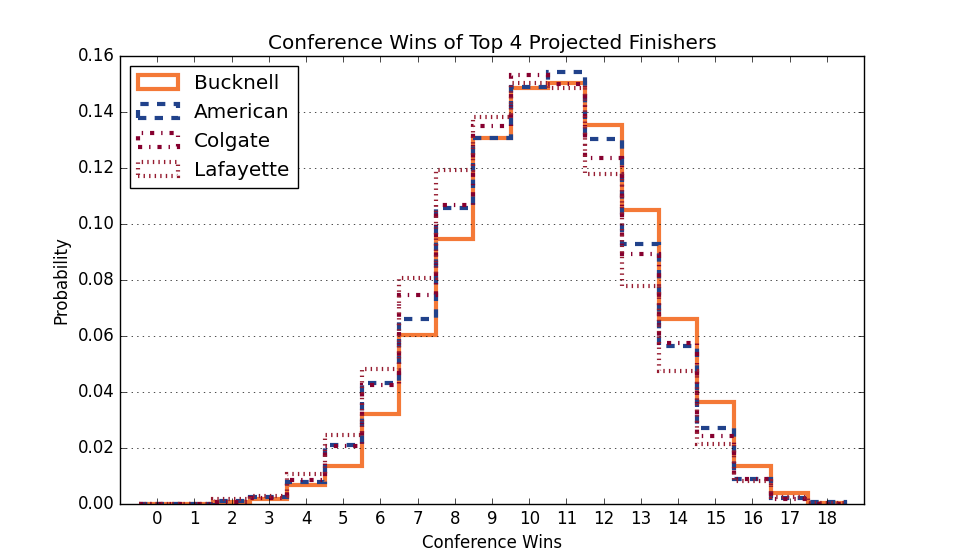 Conference Wins of Top 4 Projected Finishers
0.16
0.14
0.12
0.10
0.08
0.06
0.04
0.02
0.00
Probability
Bucknell
American
Colgate
Lafayette
0 1 2 3 4 5 6 7 8 9 10 11 12 13 14 15 16 17 18
Conference Wins